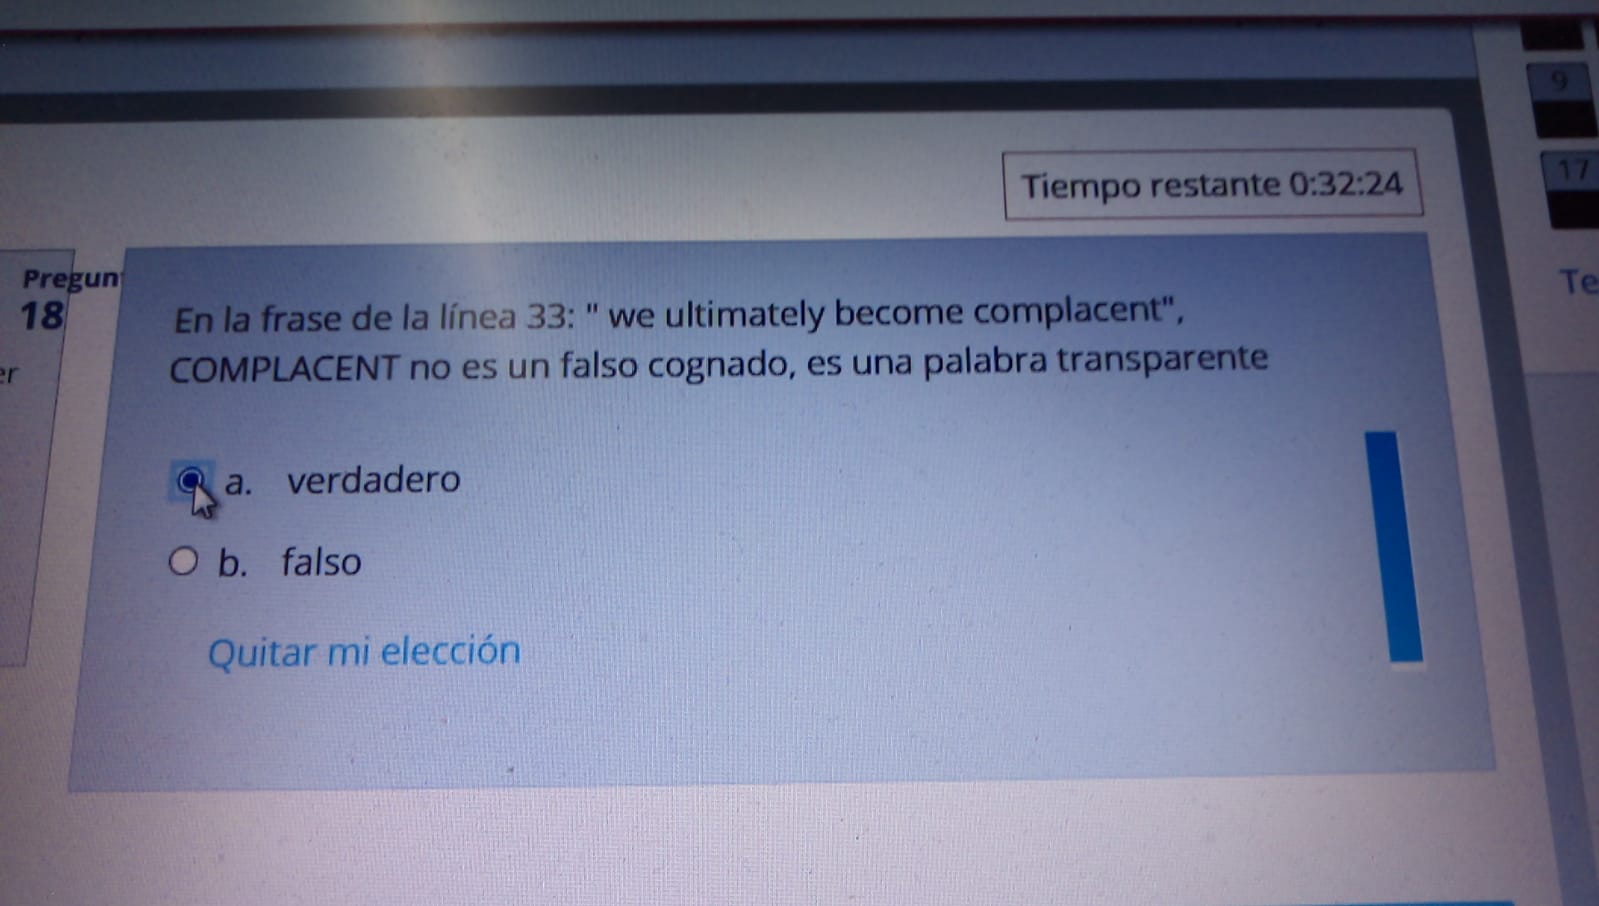 9
17
Tiempo restante 0:32:24
Te
Pregun
18
er
En la frase de la línea 33: " we ultimately become complacent",
COMPLACENT no es un falso cognado, es una palabra transparente
a. verdadero
b. falso
Quitar mi elección